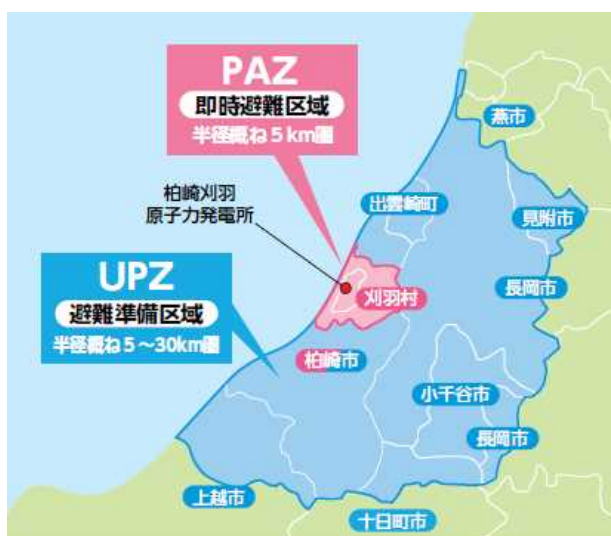 PAZ
即時避難区域
半径概ね5km圏
燕市
柏崎刈羽
原子力発電所
出雲崎町
見附市
UPZ
避難準備区域
半径概ね5～30km圏
刈羽村
長岡市
柏崎市
小千谷市
長岡市
上越市
十日町市